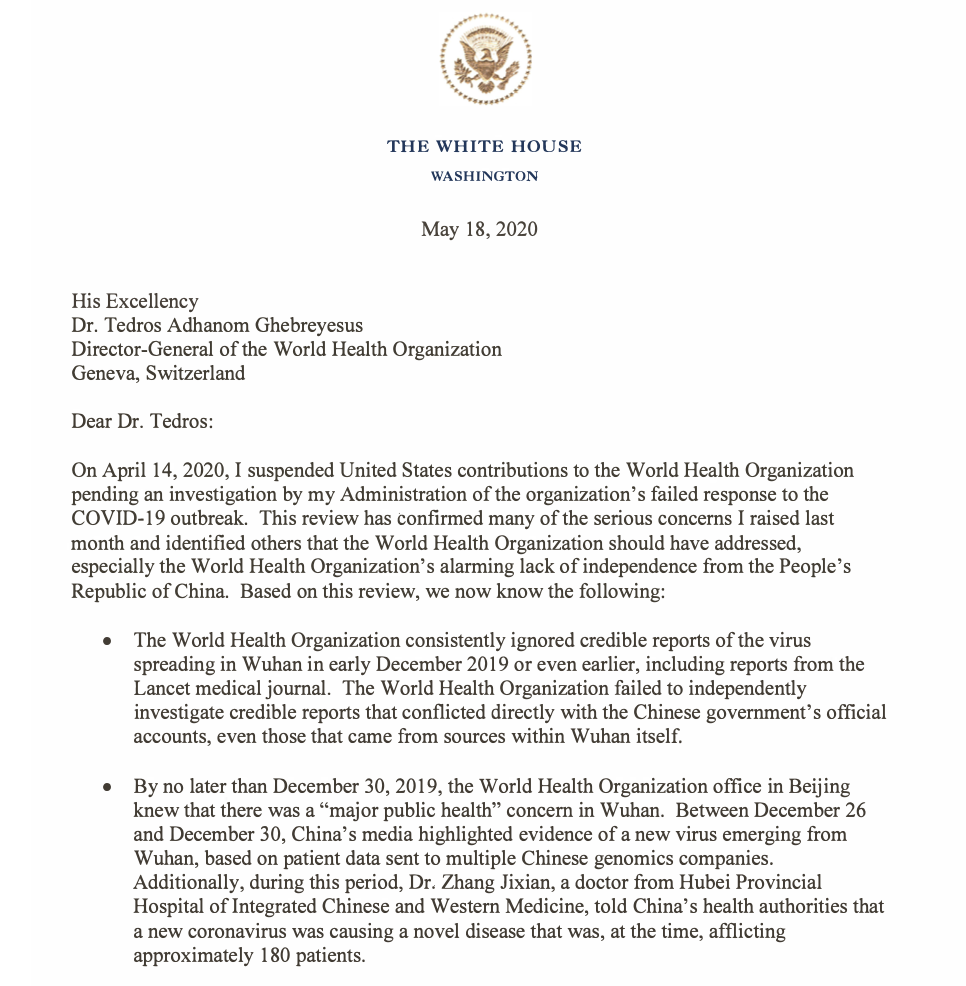 THE WHITE HOUSE
WASHINGTON
May 18, 2020
His Excellency
Dr. Tedros Adhanom Ghebreyesus
Director-General of the World Health Organization
Geneva, Switzerland
Dear Dr. Tedros:
On April 14, 2020, I suspended United States contributions to the World Health Organization
pending an investigation by my Administration of the organization’s failed response to the
COVID-19 outbreak.  This review has confirmed many of the serious concerns I raised last
month and identified others that the World Health Organization should have addressed,
especially the World Health Organization’s alarming lack of independence from the People’s
Republic of China.  Based on this review, we now know the following:
• The World Health Organization consistently ignored credible reports of the virus
spreading in Wuhan in early December 2019 or even earlier, including reports from the
Lancet medical journal.  The World Health Organization failed to independently
investigate credible reports that conflicted directly with the Chinese government’s official
accounts, even those that came from sources within Wuhan itself.
• By no later than December 30, 2019, the World Health Organization office in Beijing
knew that there was a “major public health” concern in Wuhan.  Between December 26
and December 30, China’s media highlighted evidence of a new virus emerging from
Wuhan, based on patient data sent to multiple Chinese genomics companies.
Additionally, during this period, Dr. Zhang Jixian, a doctor from Hubei Provincial
Hospital of Integrated Chinese and Western Medicine, told China’s health authorities that
a new coronavirus was causing a novel disease that was, at the time, afflicting
approximately 180 patients.